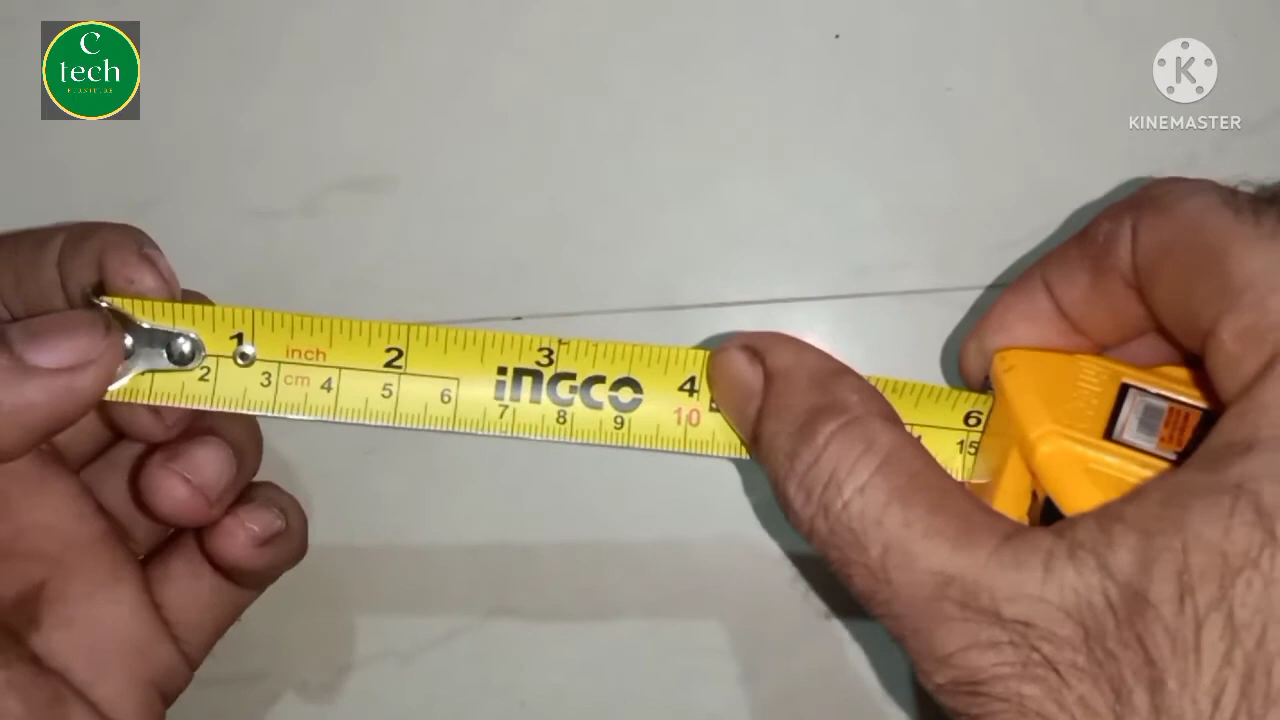 C
tech
FURNITURE
KINEMASTER
1 inch 2 3 4 6
2 3 cm 4 5 6 7 8 9 10 15
INGCO